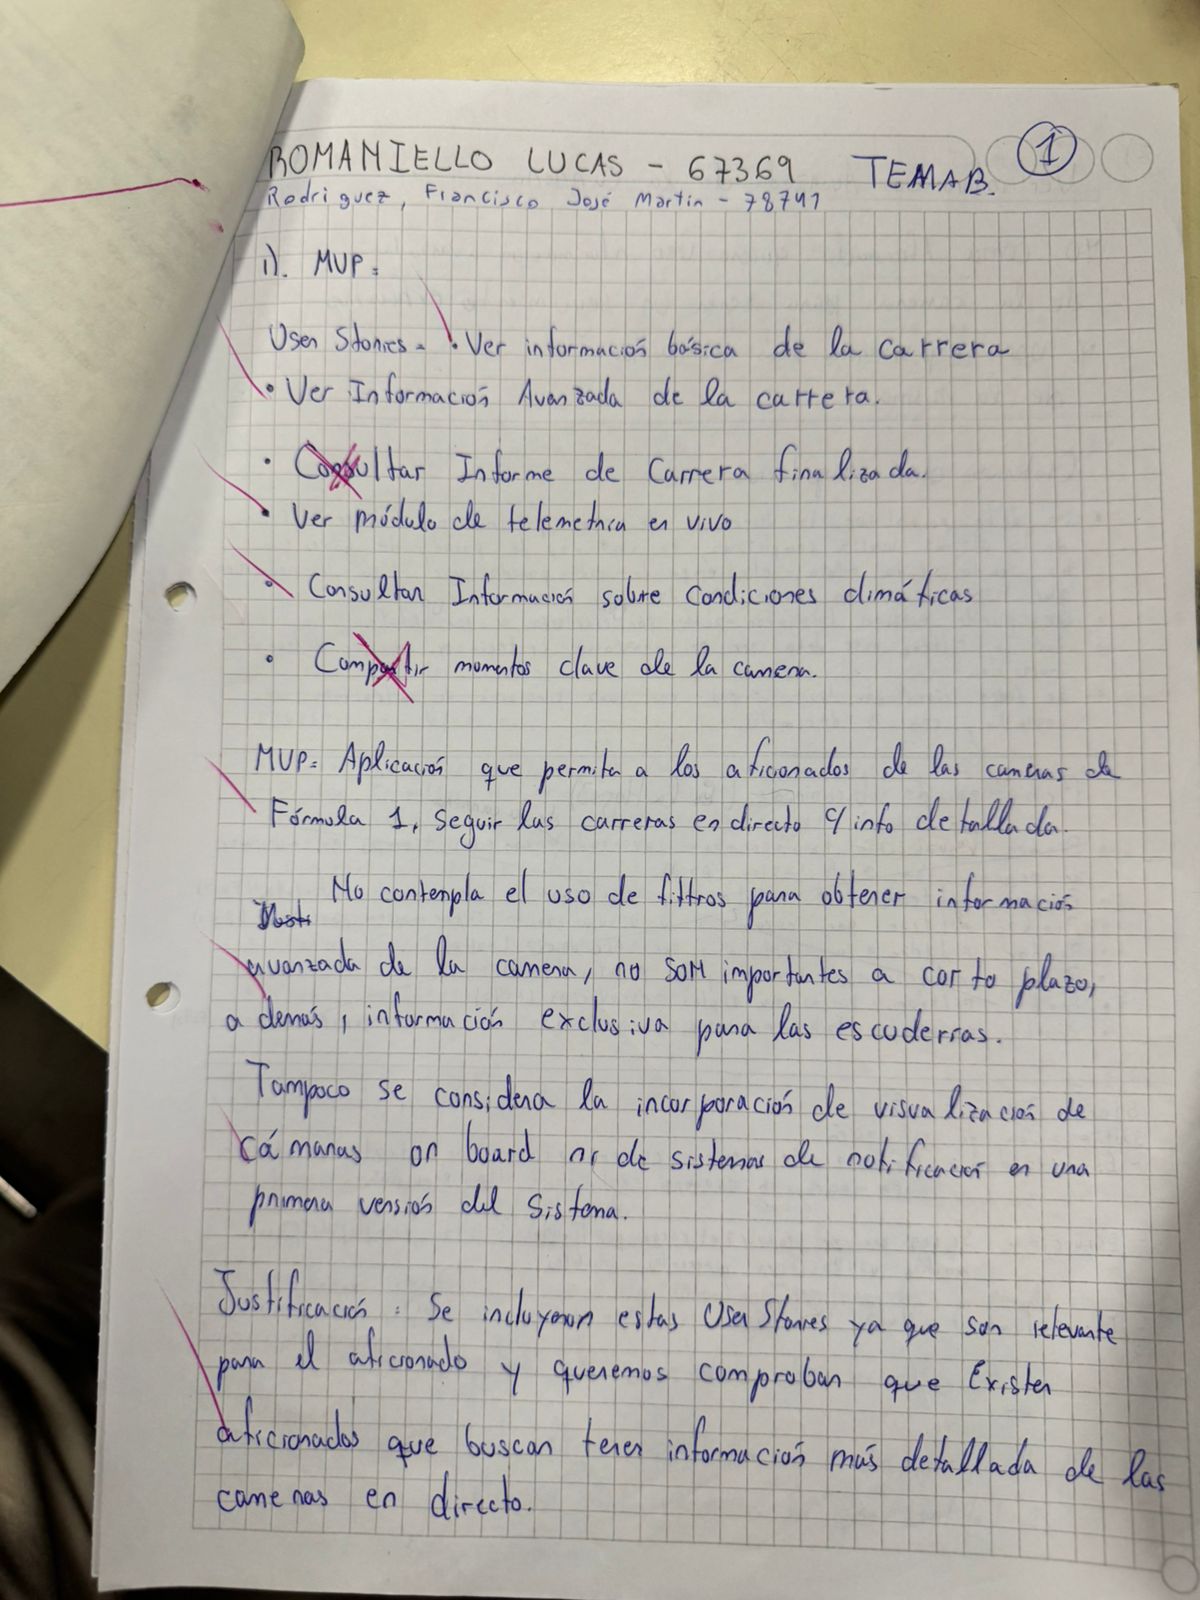 ROMANIELLO LUCAS - 67369 TEMA B. 1
Rodriguez, Francisco José Martin - 78741
1). MVP:
User Stories = • Ver información básica de la carrera
• Ver Información Avanzada de la carrera.
• Consultar Informe de Carrera finalizada.
• Ver módulo de telemetria en vivo
• Consultar Información sobre condiciones climáticas
• Compartir momentos clave de la carrera.
MVP= Aplicación que permita a los aficionados de las carreras de
Fórmula 1, seguir las carreras en directo c/ info detallada.
No contempla el uso de filtros para obtener información
avanzada de la carrera, no son importantes a corto plazo,
además, información exclusiva para las escuderias.
Tampoco se considera la incorporación de visualización de
cámaras on board ni de sistemas de notificación en una
primera versión del sistema.
Justificación: Se incluyeron estas User Stories ya que son relevante
para el aficionado y queremos comprobar que Existen
aficionados que buscan tener información más detallada de las
carreras en directo.